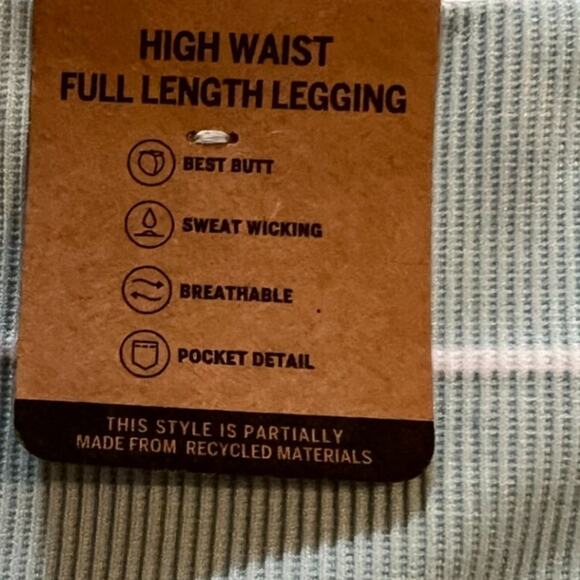 HIGH WAIST
FULL LENGTH LEGGING
BEST BUTT
SWEAT WICKING
BREATHABLE
POCKET DETAIL
THIS STYLE IS PARTIALLY
MADE FROM RECYCLED MATERIALS